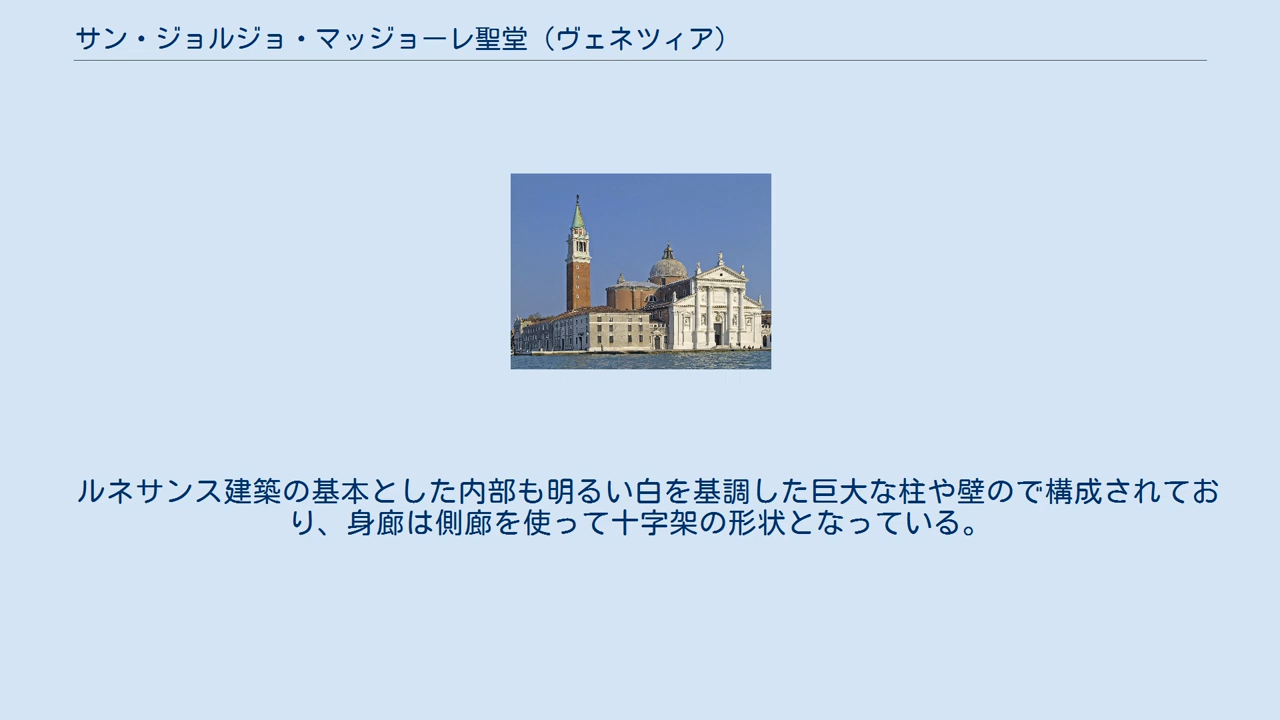 サン・ジョルジョ・マッジョーレ聖堂（ヴェネツィア）
ルネサンス建築の基本とした内部も明るい白を基調した巨大な柱や壁ので構成されてお
り、身廊は側廊を使って十字架の形状となっている。